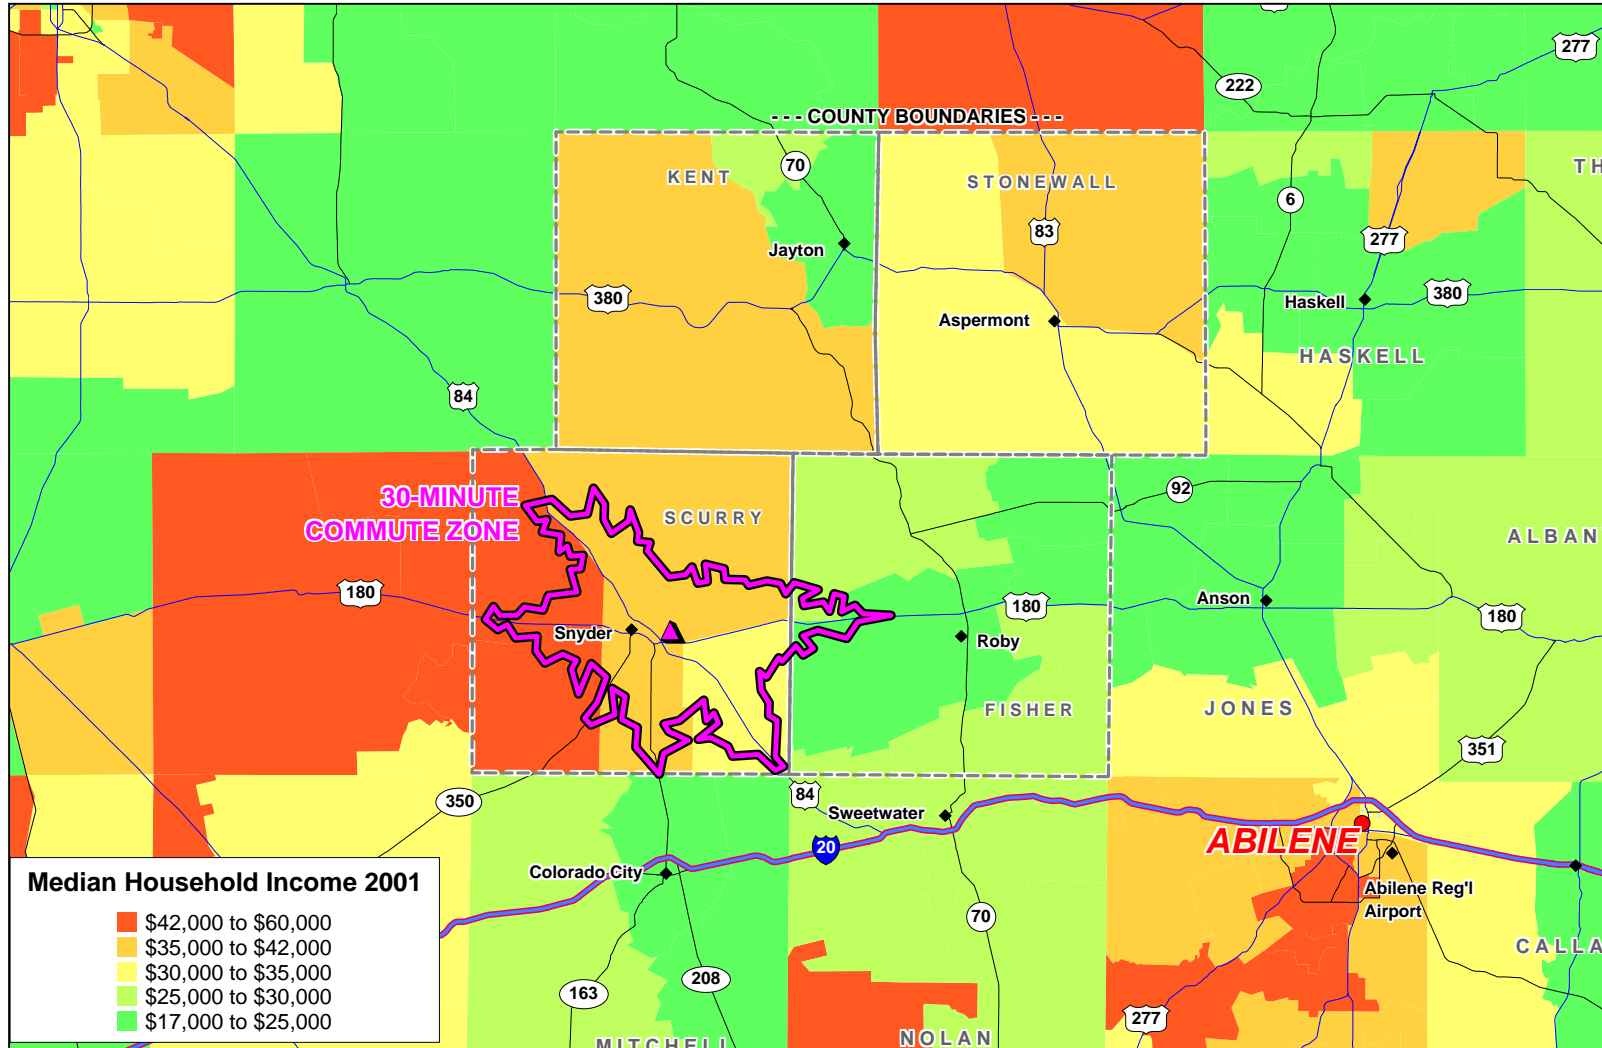 277
222
- - - COUNTY BOUNDARIES - - -
70
KENT
STONEWALL
TH
6
83
277
Jayton
380
Haskell
380
Aspermont
HASKELL
84
30-MINUTE
COMMUTE ZONE
SCURRY
92
ALBAN
180
180
Anson
180
Snyder
Roby
FISHER
JONES
351
350
84
Sweetwater
20
ABILENE
Colorado City
Abilene Reg'l
Airport
70
CALLA
163
208
277
MITCHELL
NOLAN
Median Household Income 2001
$42,000 to $60,000
$35,000 to $42,000
$30,000 to $35,000
$25,000 to $30,000
$17,000 to $25,000